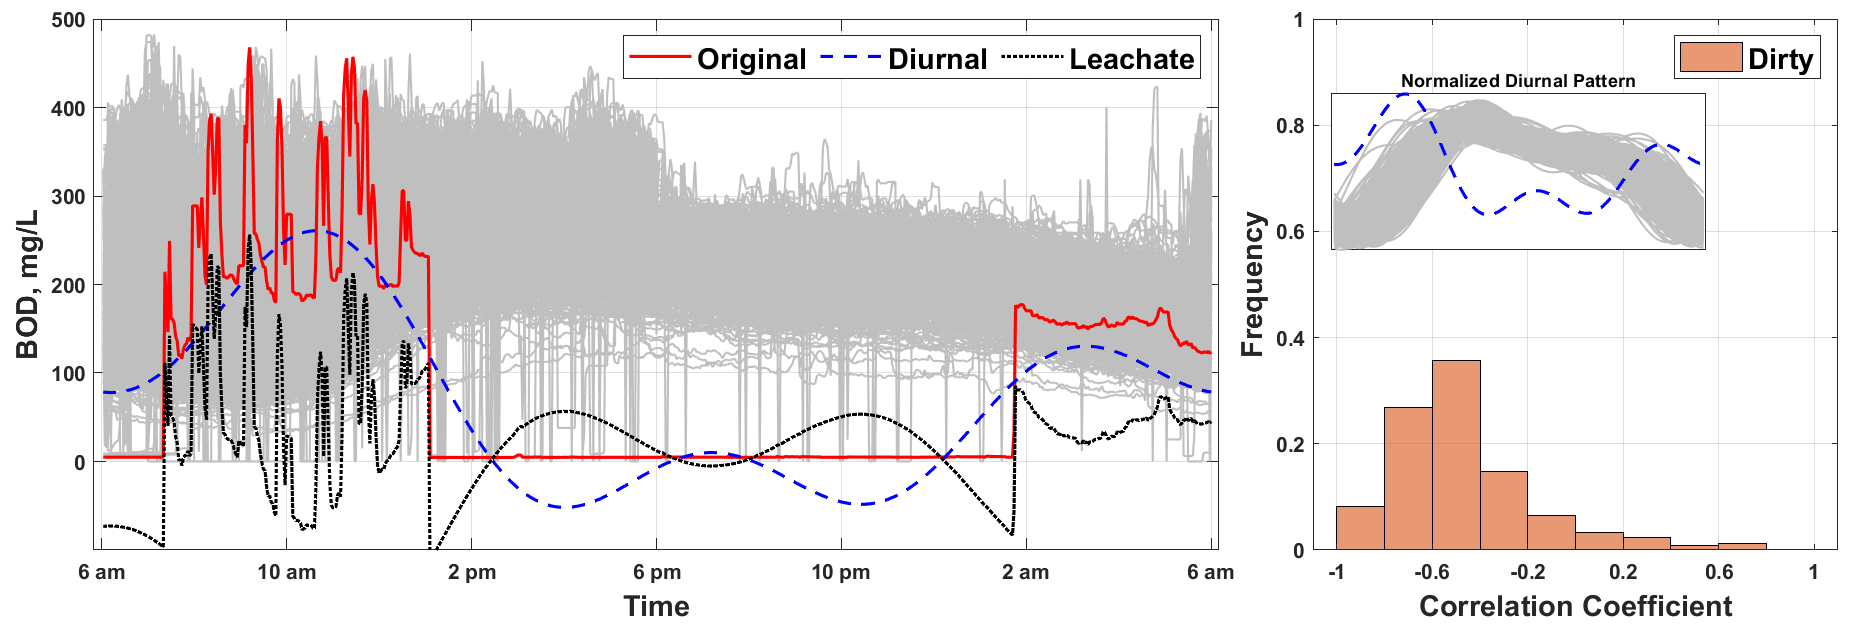 500
400
300
200
100
0
BOD, mg/L
Original Diurnal Leachate
6 am 10 am 2 pm 6 pm 10 pm 2 am 6 am
Time
1
0.8
0.6
0.4
0.2
0
Frequency
Dirty
Normalized Diurnal Pattern
-1 -0.6 -0.2 0.2 0.6 1
Correlation Coefficient